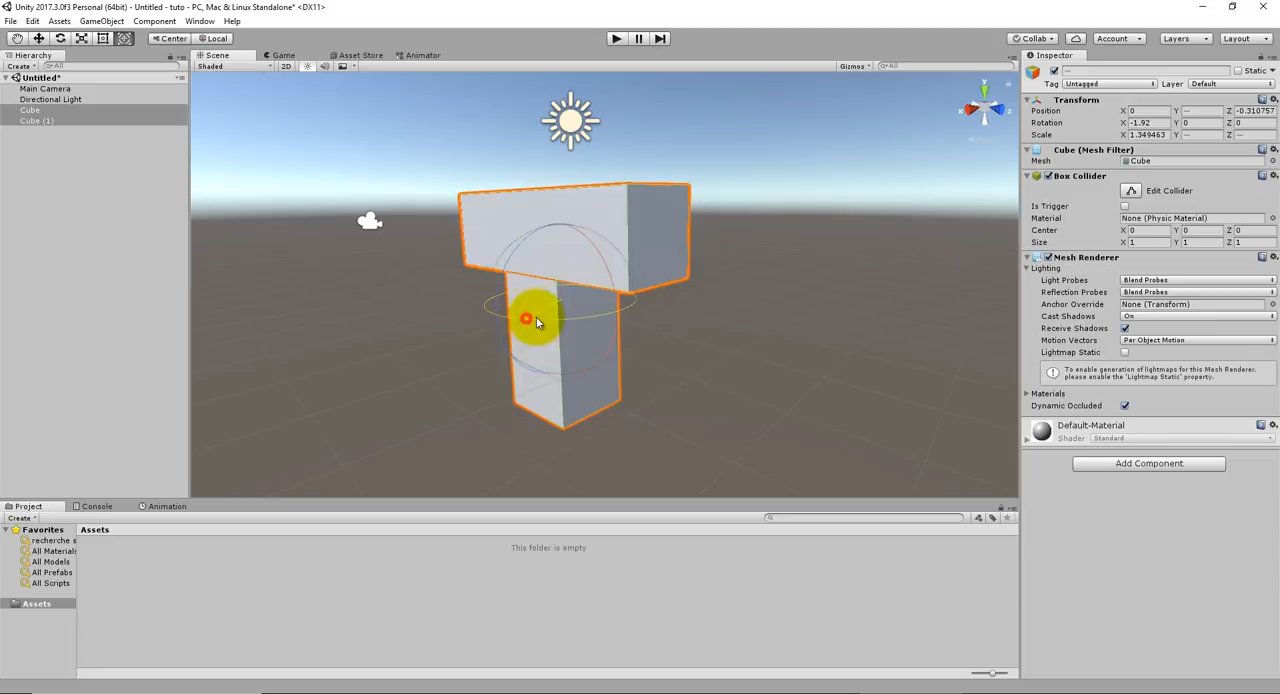 Unity 2017.3.0f3 Personal (64bit) - Untitled - tuto - PC, Mac & Linux Standalone* <DX11>
File Edit Assets GameObject Component Window Help
Center Local Collab Account Layers Layout
Hierarchy
Create All
Untitled*
Main Camera
Directional Light
Cube
Cube (1)
Scene Game Asset Store Animator
Shaded 2D Gizmos All
y
x z
Inspector
— Static
Tag Untagged Layer Default
Transform
Position X 0 Y — Z -0.310757
Rotation X -1.92 Y 0 Z 0
Scale X 1.349463 Y — Z —
Cube (Mesh Filter)
Mesh Cube
Box Collider
Edit Collider
Is Trigger
Material None (Physic Material)
Center X 0 Y 0 Z 0
Size X 1 Y 1 Z 1
Mesh Renderer
Lighting
Light Probes Blend Probes
Reflection Probes Blend Probes
Anchor Override None (Transform)
Cast Shadows On
Receive Shadows
Motion Vectors Per Object Motion
Lightmap Static
To enable generation of lightmaps for this Mesh Renderer,
please enable the 'Lightmap Static' property.
Materials
Dynamic Occluded
Default-Material
Shader Standard
Add Component
Project Console Animation
Create
Favorites
recherche s
All Materials
All Models
All Prefabs
All Scripts
Assets
Assets
This folder is empty